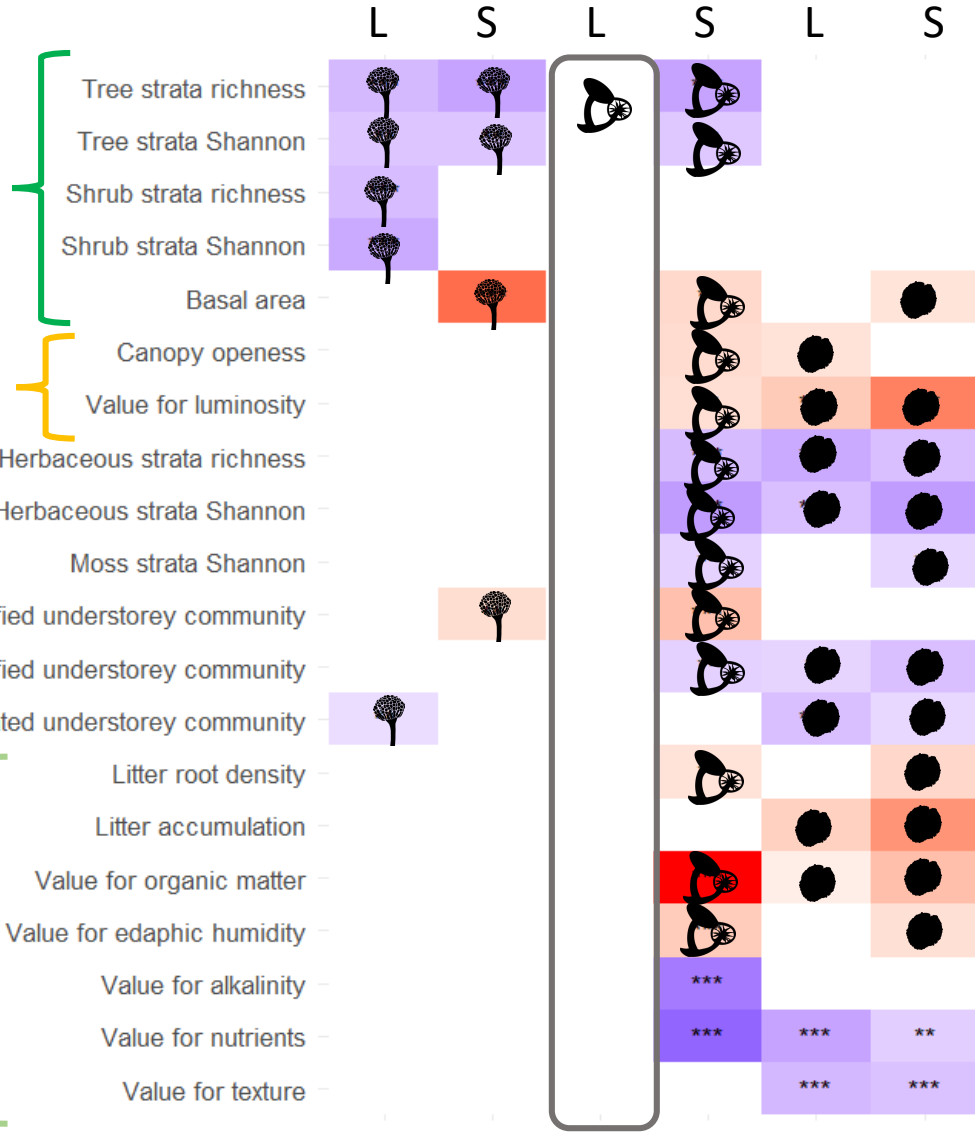 L S L S L S
Tree strata richness
Tree strata Shannon
Shrub strata richness
Shrub strata Shannon
Basal area
Canopy openess
Value for luminosity
Herbaceous strata richness
Herbaceous strata Shannon
Moss strata Shannon
fied understorey community
fied understorey community
ted understorey community
Litter root density
Litter accumulation
Value for organic matter
Value for edaphic humidity
Value for alkalinity ***
Value for nutrients *** *** **
Value for texture *** ***